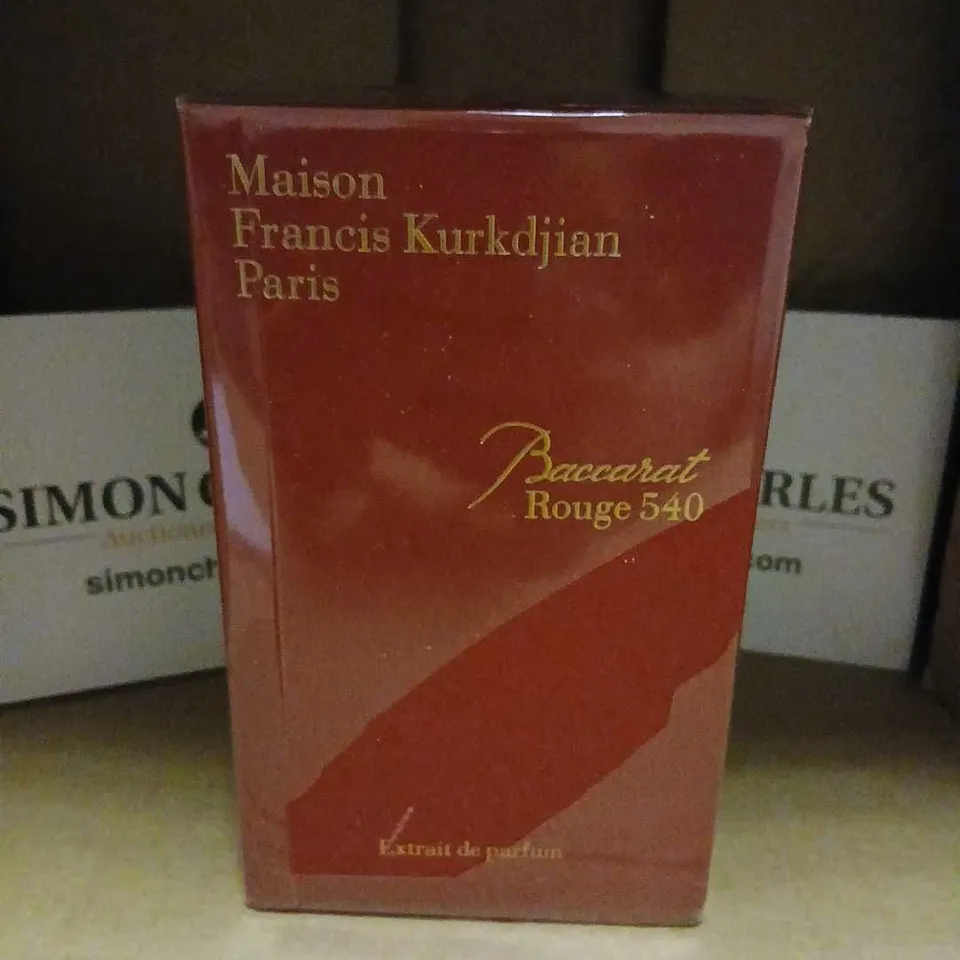 Maison
Francis Kurkdjian
Paris
Baccarat
Rouge 540
Extrait de parfum
SIMON
RLES
simonch
com